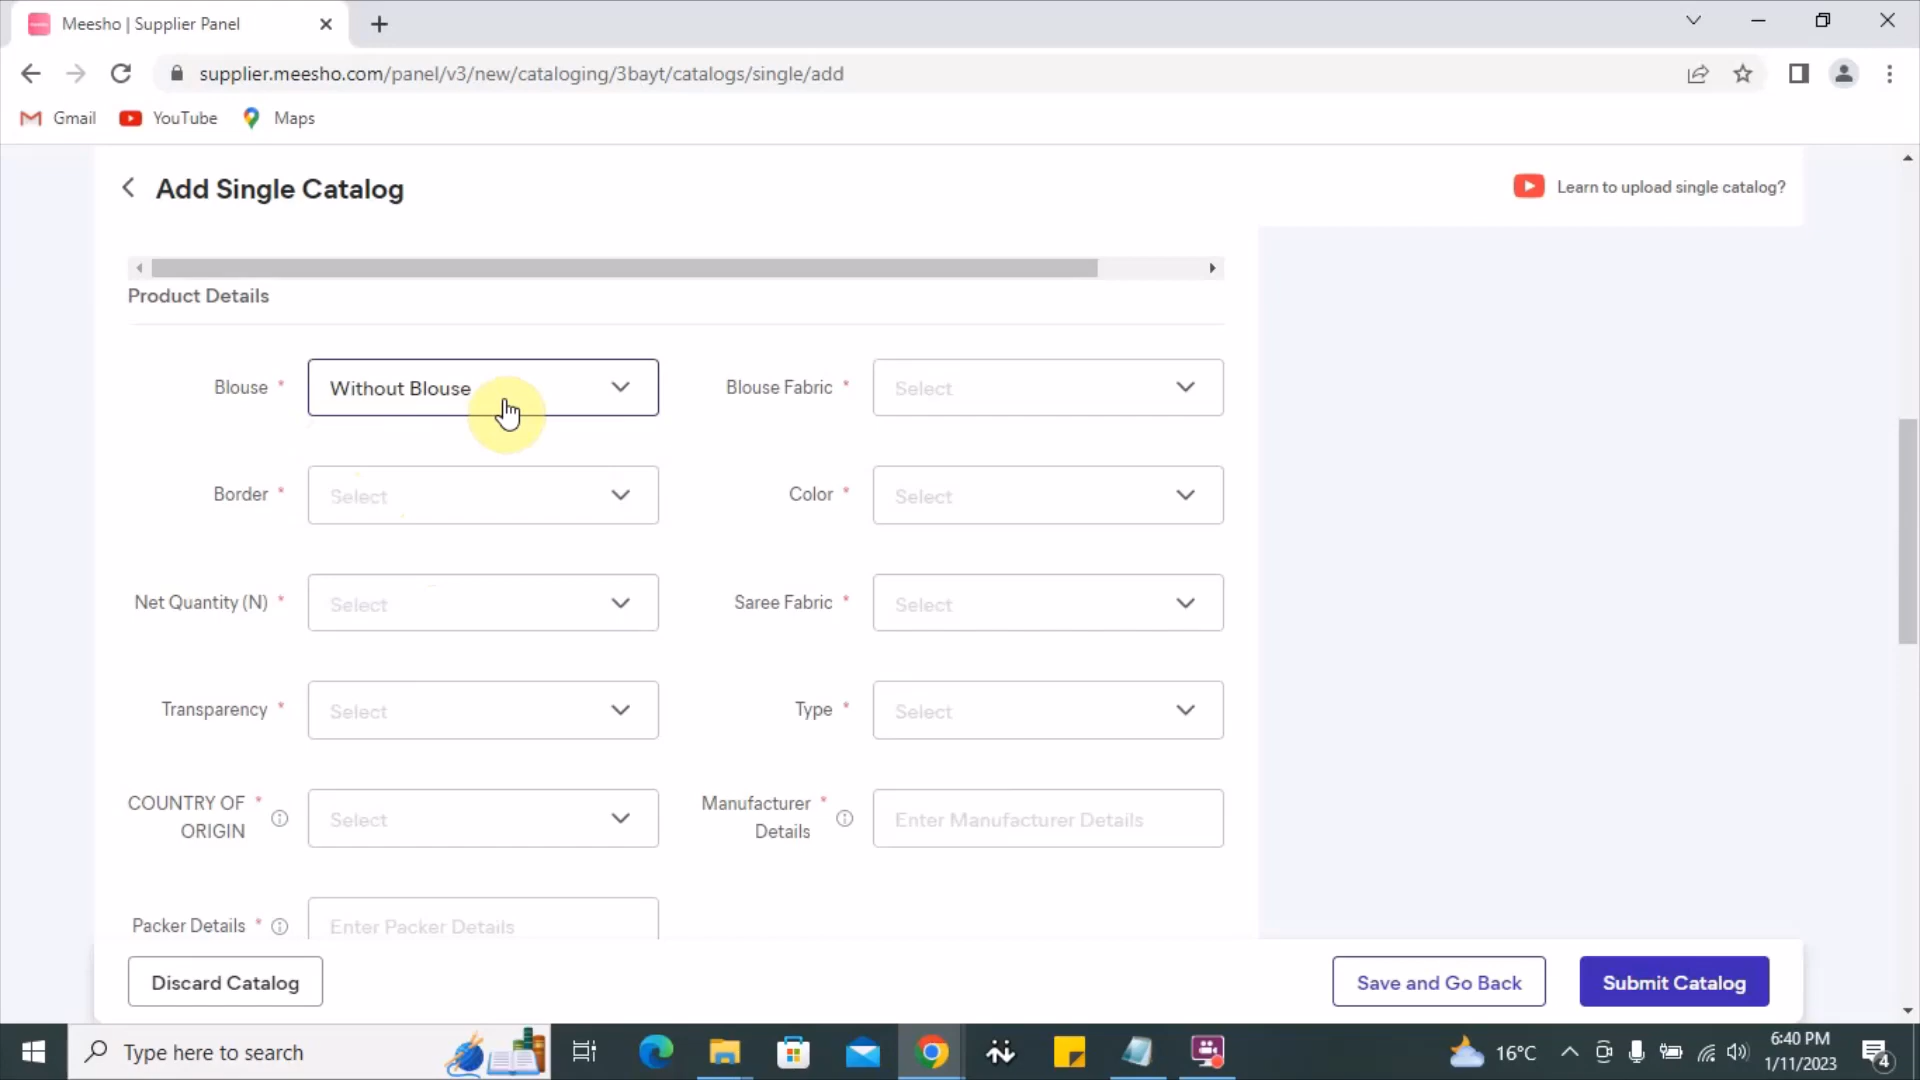 Meesho | Supplier Panel
supplier.meesho.com/panel/v3/new/cataloging/3bayt/catalogs/single/add
Gmail YouTube Maps
Add Single Catalog
Learn to upload single catalog?
Product Details
Blouse * Without Blouse Blouse Fabric * Select
Border * Select Color * Select
Net Quantity (N) * Select Saree Fabric * Select
Transparency * Select Type * Select
COUNTRY OF * Select Manufacturer * Enter Manufacturer Details
ORIGIN Details
Packer Details * Enter Packer Details
Discard Catalog Save and Go Back Submit Catalog
Type here to search 16°C 6:40 PM
1/11/2023 4